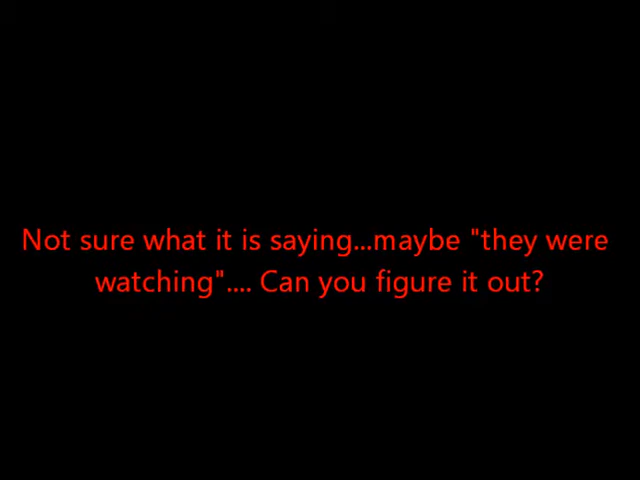 Not sure what it is saying...maybe "they were
watching".... Can you figure it out?